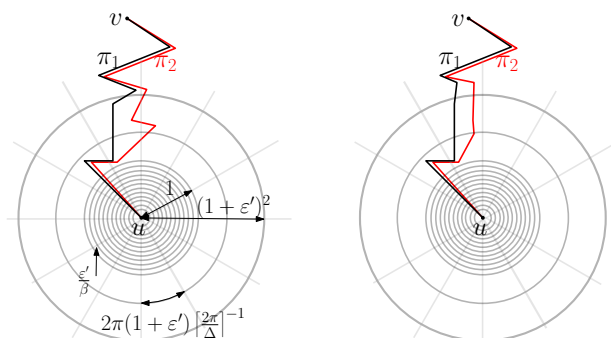 v
π₁ π₂
1
(1 + ε′)²
u
ε′/β
2π(1 + ε′) ⌈2π/Δ⌉⁻¹
v
π₁ π₂
u